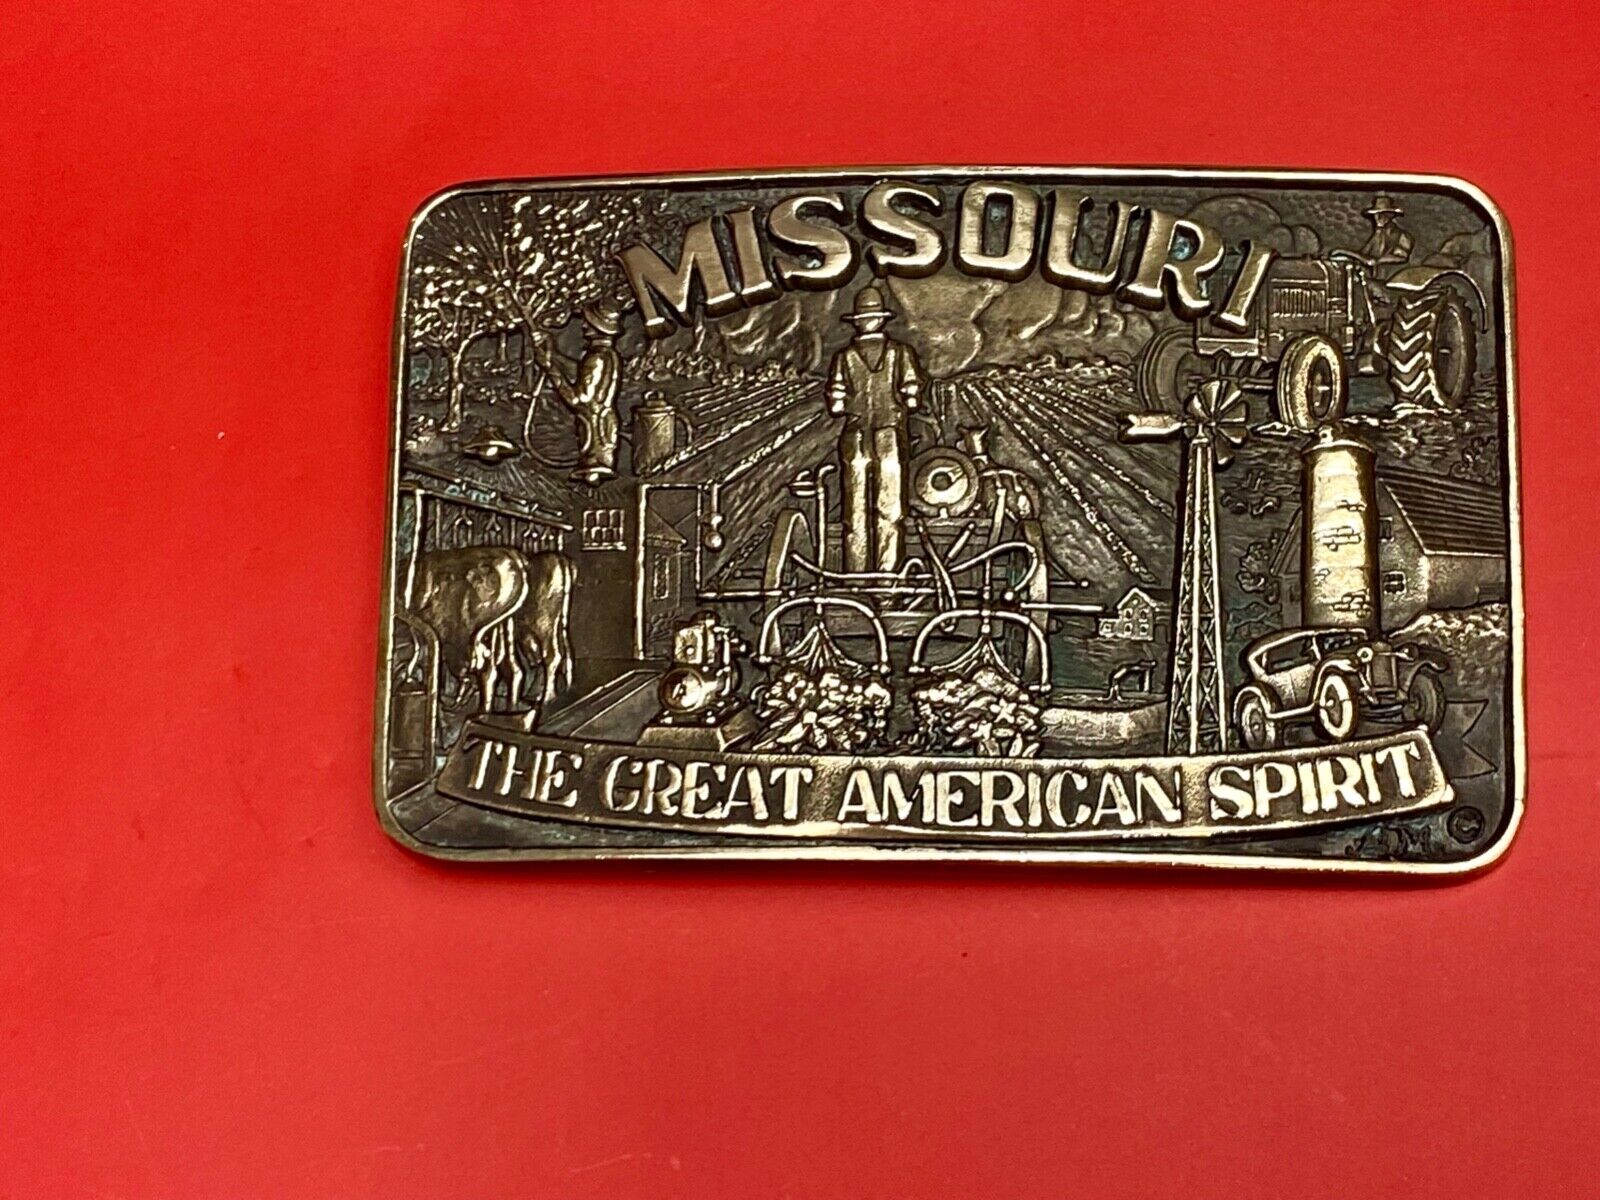 MISSOURI
THE GREAT AMERICAN SPIRIT
©